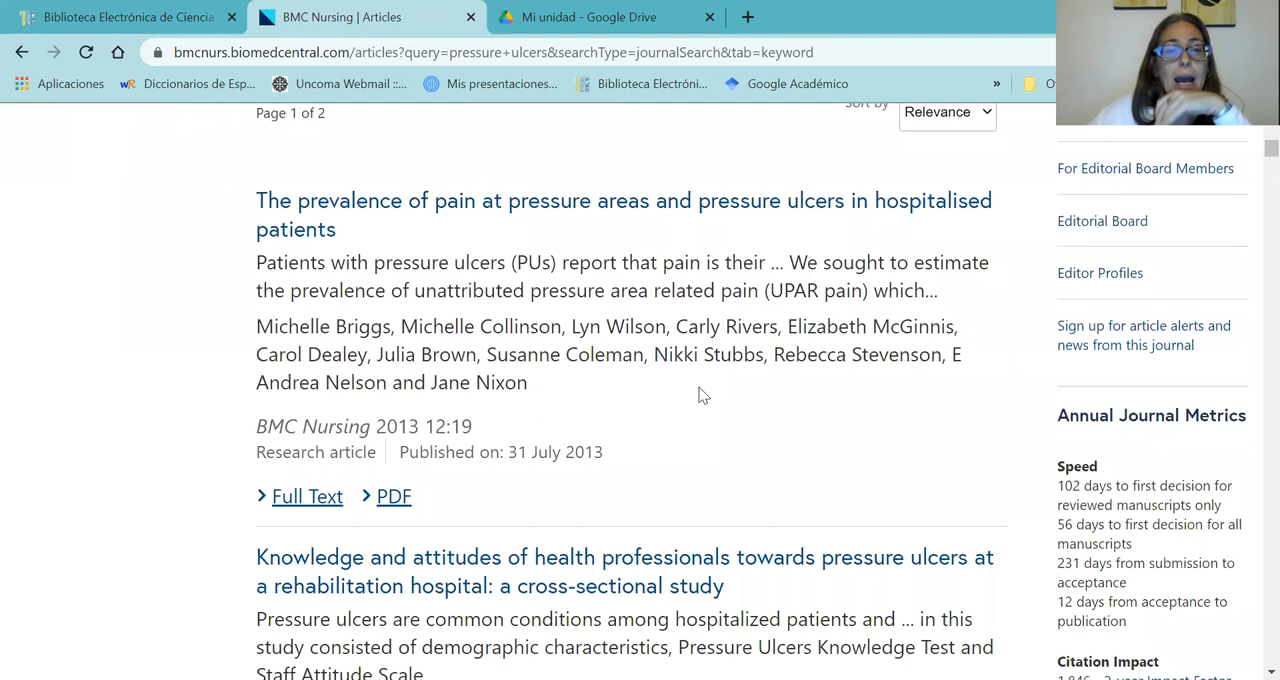 Biblioteca Electrónica de Ciencia
BMC Nursing | Articles
Mi unidad - Google Drive
bmcnurs.biomedcentral.com/articles?query=pressure+ulcers&searchType=journalSearch&tab=keyword
Aplicaciones
Diccionarios de Esp...
Uncoma Webmail ::...
Mis presentaciones...
Biblioteca Electróni...
Google Académico
»
Page 1 of 2
Sort by
Relevance
The prevalence of pain at pressure areas and pressure ulcers in hospitalised
patients
Patients with pressure ulcers (PUs) report that pain is their ... We sought to estimate
the prevalence of unattributed pressure area related pain (UPAR pain) which...
Michelle Briggs, Michelle Collinson, Lyn Wilson, Carly Rivers, Elizabeth McGinnis,
Carol Dealey, Julia Brown, Susanne Coleman, Nikki Stubbs, Rebecca Stevenson, E
Andrea Nelson and Jane Nixon
BMC Nursing 2013 12:19
Research article
Published on: 31 July 2013
Full Text
PDF
Knowledge and attitudes of health professionals towards pressure ulcers at
a rehabilitation hospital: a cross-sectional study
Pressure ulcers are common conditions among hospitalized patients and ... in this
study consisted of demographic characteristics, Pressure Ulcers Knowledge Test and
Staff Attitude Scale
For Editorial Board Members
Editorial Board
Editor Profiles
Sign up for article alerts and
news from this journal
Annual Journal Metrics
Speed
102 days to first decision for
reviewed manuscripts only
56 days to first decision for all
manuscripts
231 days from submission to
acceptance
12 days from acceptance to
publication
Citation Impact
1.846 - 2-year Impact Factor